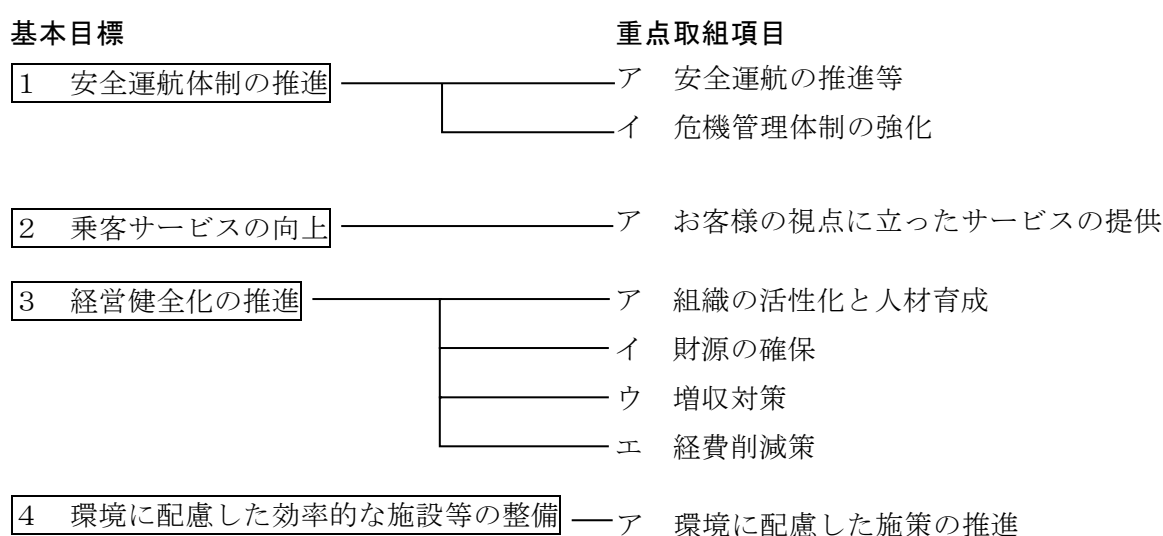 基本目標　重点取組項目
1　安全運航体制の推進　ア　安全運航の推進等
イ　危機管理体制の強化
2　乗客サービスの向上　ア　お客様の視点に立ったサービスの提供
3　経営健全化の推進　ア　組織の活性化と人材育成
イ　財源の確保
ウ　増収対策
エ　経費削減策
4　環境に配慮した効率的な施設等の整備　ア　環境に配慮した施策の推進